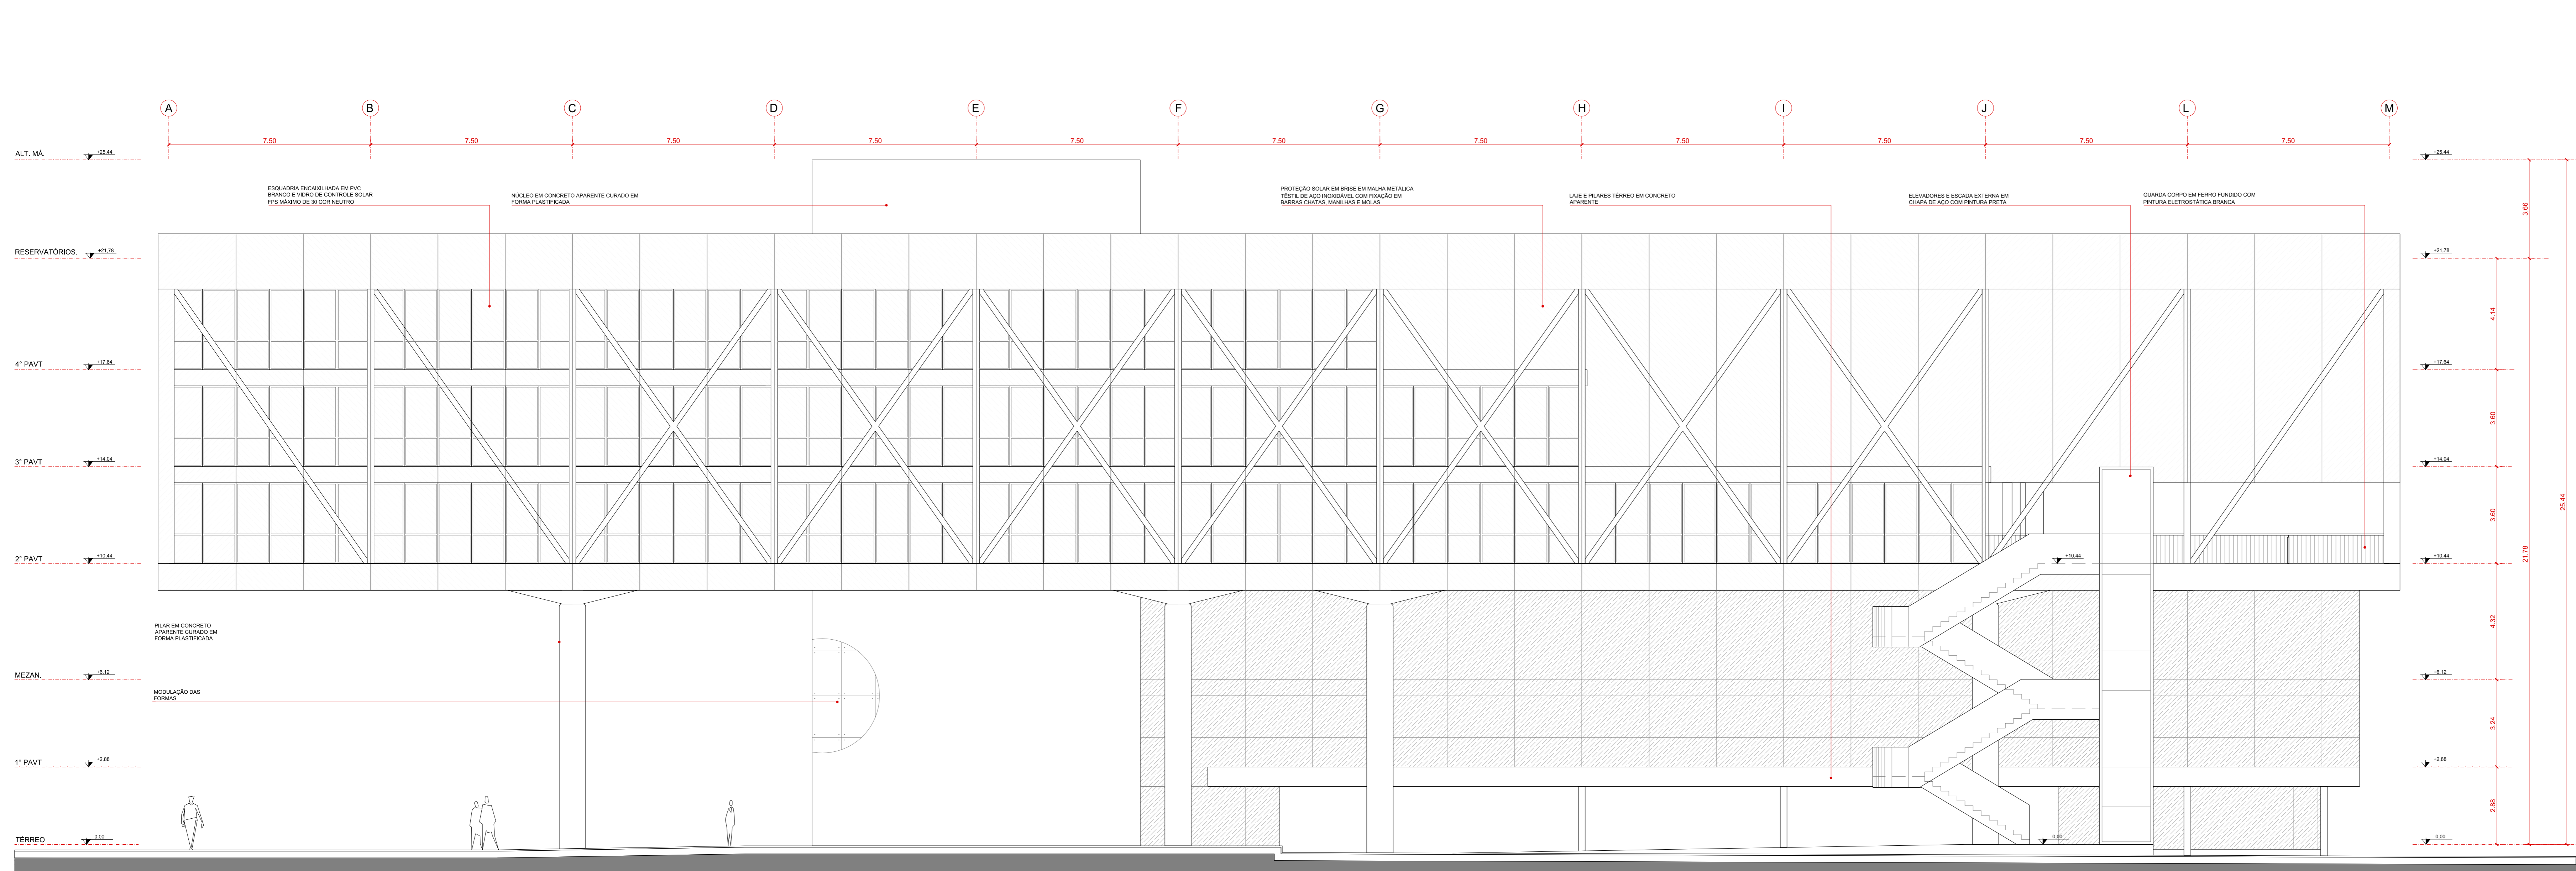 A B C D E F G H I J L M
7.50 7.50 7.50 7.50 7.50 7.50 7.50 7.50 7.50 7.50 7.50
ALT. MÁ. +25,44
+25,44
ESQUADRIA ENCAIXILHADA EM PVC
BRANCO E VIDRO DE CONTROLE SOLAR
FPS MÁXIMO DE 30 COR NEUTRO
NÚCLEO EM CONCRETO APARENTE CURADO EM
FORMA PLASTIFICADA
PROTEÇÃO SOLAR EM BRISE EM MALHA METÁLICA
TÊSTIL DE AÇO INOXIDÁVEL COM FIXAÇÃO EM
BARRAS CHATAS, MANILHAS E MOLAS
LAJE E PILARES TÉRREO EM CONCRETO
APARENTE
ELEVADORES E ESCADA EXTERNA EM
CHAPA DE AÇO COM PINTURA PRETA
GUARDA CORPO EM FERRO FUNDIDO COM
PINTURA ELETROSTÁTICA BRANCA
3.66
RESERVATÓRIOS. +21,78
+21,78
4.14
4° PAVT +17,64
+17,64
3.60
3° PAVT +14,04
+14,04
25.44
3.60
21.78
2° PAVT +10,44
+10,44
+10,44
4.32
PILAR EM CONCRETO
APARENTE CURADO EM
FORMA PLASTIFICADA
MEZAN. +6,12
+6,12
MODULAÇÃO DAS
FORMAS
3.24
1° PAVT +2,88
+2,88
2.88
TÉRREO 0,00
0,00
0,00